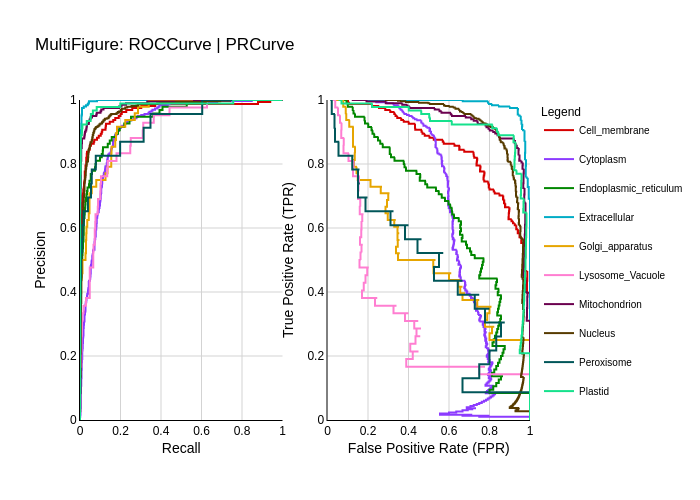 MultiFigure: ROCCurve | PRCurve
Precision
1
0.8
0.6
0.4
0.2
0
0 0.2 0.4 0.6 0.8 1
Recall
True Positive Rate (TPR)
1
0.8
0.6
0.4
0.2
0
0 0.2 0.4 0.6 0.8 1
False Positive Rate (FPR)
Legend
Cell_membrane
Cytoplasm
Endoplasmic_reticulum
Extracellular
Golgi_apparatus
Lysosome_Vacuole
Mitochondrion
Nucleus
Peroxisome
Plastid